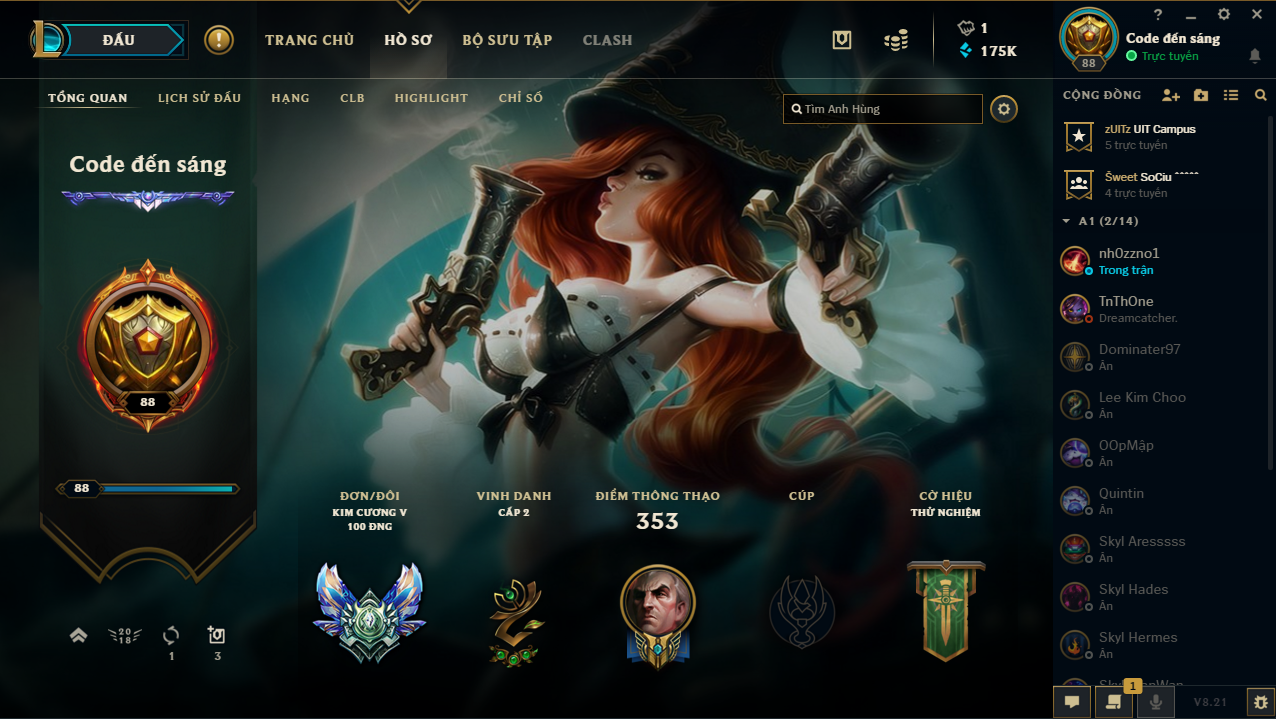 ĐẤU
TRANG CHỦ
HỒ SƠ
BỘ SƯU TẬP
CLASH
1
175K
TỔNG QUAN
LỊCH SỬ ĐẤU
HẠNG
CLB
HIGHLIGHT
CHỈ SỐ
Tìm Anh Hùng
Code đến sáng
88
88
20
18
1
3
ĐƠN/ĐÔI
KIM CƯƠNG V
100 ĐNG
VINH DANH
CẤP 2
ĐIỂM THÔNG THẠO
353
CÚP
CỜ HIỆU
THỬ NGHIỆM
88
Code đến sáng
Trực tuyến
CỘNG ĐỒNG
zUITz UIT Campus
5 trực tuyến
Šweet SoCiu ˆˆˆˆˆ
4 trực tuyến
A1 (2/14)
nh0zzno1
Trong trận
TnThOne
Dreamcatcher.
Dominater97
Ẩn
Lee Kim Choo
Ẩn
OOpMập
Ẩn
Quintin
Ẩn
Skyl Aresssss
Ẩn
Skyl Hades
Ẩn
Skyl Hermes
Ẩn
1
V8.21